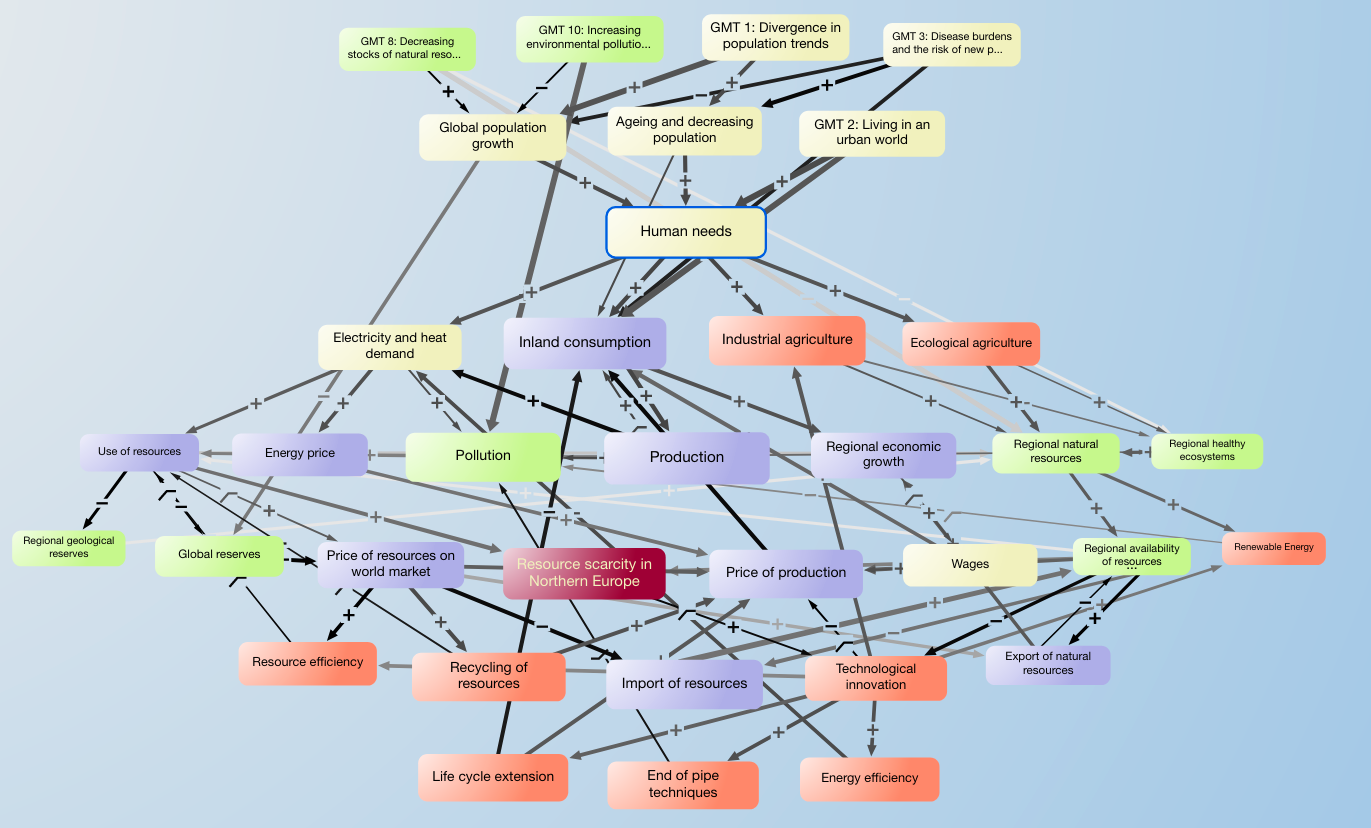 GMT 8: Decreasing
stocks of natural reso...
GMT 10: Increasing
environmental pollutio...
GMT 1: Divergence in
population trends
GMT 3: Disease burdens
and the risk of new p...
Global population
growth
Ageing and decreasing
population
GMT 2: Living in an
urban world
Human needs
Electricity and heat
demand
Inland consumption
Industrial agriculture
Ecological agriculture
Use of resources
Energy price
Pollution
Production
Regional economic
growth
Regional natural
resources
Regional healthy
ecosystems
Regional geological
reserves
Global reserves
Price of resources on
world market
Resource scarcity in
Northern Europe
Price of production
Wages
Regional availability
of resources
...
Renewable Energy
Resource efficiency
Recycling of
resources
Import of resources
Technological
innovation
Export of natural
resources
Life cycle extension
End of pipe
techniques
Energy efficiency